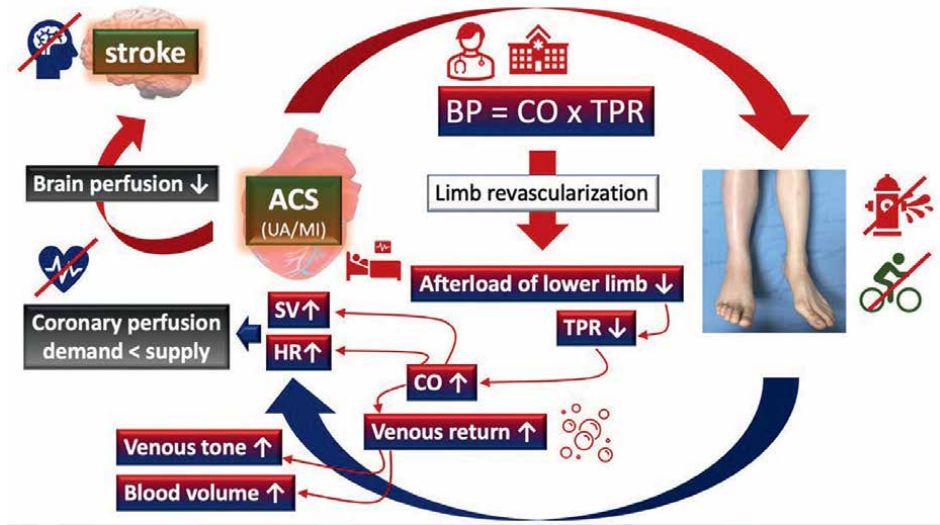 stroke
BP = CO x TPR
Brain perfusion ↓
Limb revascularization
ACS
(UA/MI)
Afterload of lower limb ↓
SV↑
TPR ↓
Coronary perfusion
demand < supply
HR↑
CO ↑
Venous return ↑
Venous tone ↑
Blood volume ↑